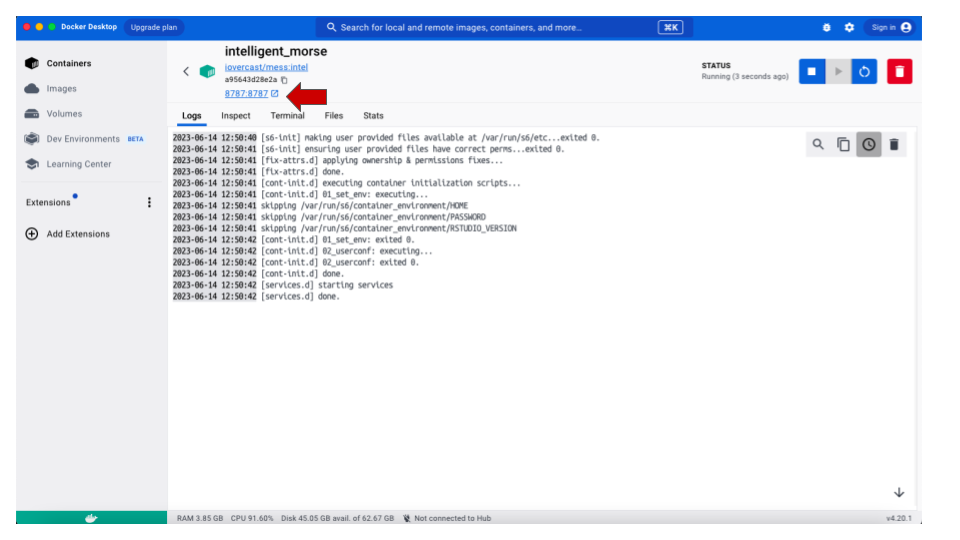 Docker Desktop Upgrade plan Search for local and remote images, containers, and more... ⌘K Sign in
Containers
Images
Volumes
Dev Environments BETA
Learning Center
Extensions
Add Extensions
intelligent_morse
iovercast/mess:intel
a95643d28e2a
8787:8787
STATUS
Running (3 seconds ago)
Logs Inspect Terminal Files Stats
2023-06-14 12:50:40 [s6-init] making user provided files available at /var/run/s6/etc...exited 0.
2023-06-14 12:50:41 [s6-init] ensuring user provided files have correct perms...exited 0.
2023-06-14 12:50:41 [fix-attrs.d] applying ownership & permissions fixes...
2023-06-14 12:50:41 [fix-attrs.d] done.
2023-06-14 12:50:41 [cont-init.d] executing container initialization scripts...
2023-06-14 12:50:41 [cont-init.d] 01_set_env: executing...
2023-06-14 12:50:41 skipping /var/run/s6/container_environment/HOME
2023-06-14 12:50:41 skipping /var/run/s6/container_environment/PASSWORD
2023-06-14 12:50:41 skipping /var/run/s6/container_environment/RSTUDIO_VERSION
2023-06-14 12:50:42 [cont-init.d] 01_set_env: exited 0.
2023-06-14 12:50:42 [cont-init.d] 02_userconf: executing...
2023-06-14 12:50:42 [cont-init.d] 02_userconf: exited 0.
2023-06-14 12:50:42 [cont-init.d] done.
2023-06-14 12:50:42 [services.d] starting services
2023-06-14 12:50:42 [services.d] done.
RAM 3.85 GB CPU 91.60% Disk 45.05 GB avail. of 62.67 GB Not connected to Hub v4.20.1